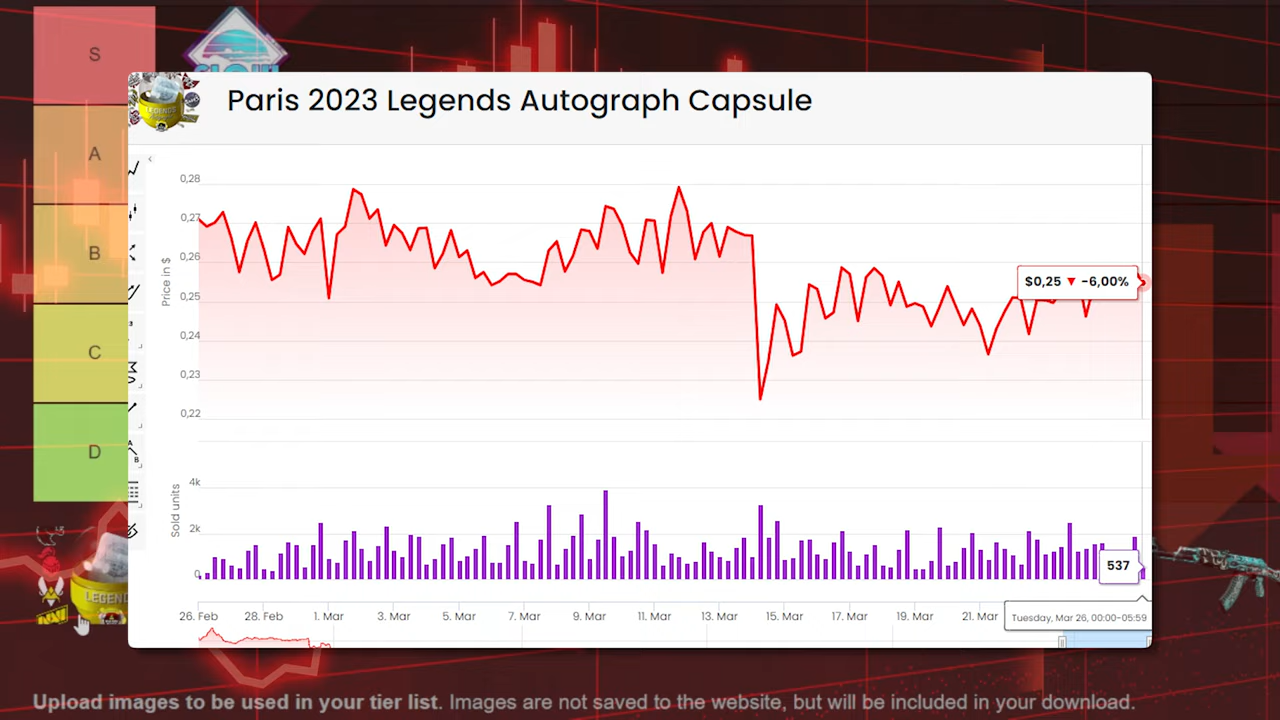 S
Paris 2023 Legends Autograph Capsule
LEGENDS
A
B
C
D
Price in $
0,28
0,27
0,26
0,25
0,24
0,23
0,22
$0,25 ▼ -6,00%
Sold units
4k
2k
0
537
26. Feb 28. Feb 1. Mar 3. Mar 5. Mar 7. Mar 9. Mar 11. Mar 13. Mar 15. Mar 17. Mar 19. Mar 21. Mar
Tuesday, Mar 26, 00:00-05:59
LEGEND
Upload images to be used in your tier list. Images are not saved to the website, but will be included in your download.